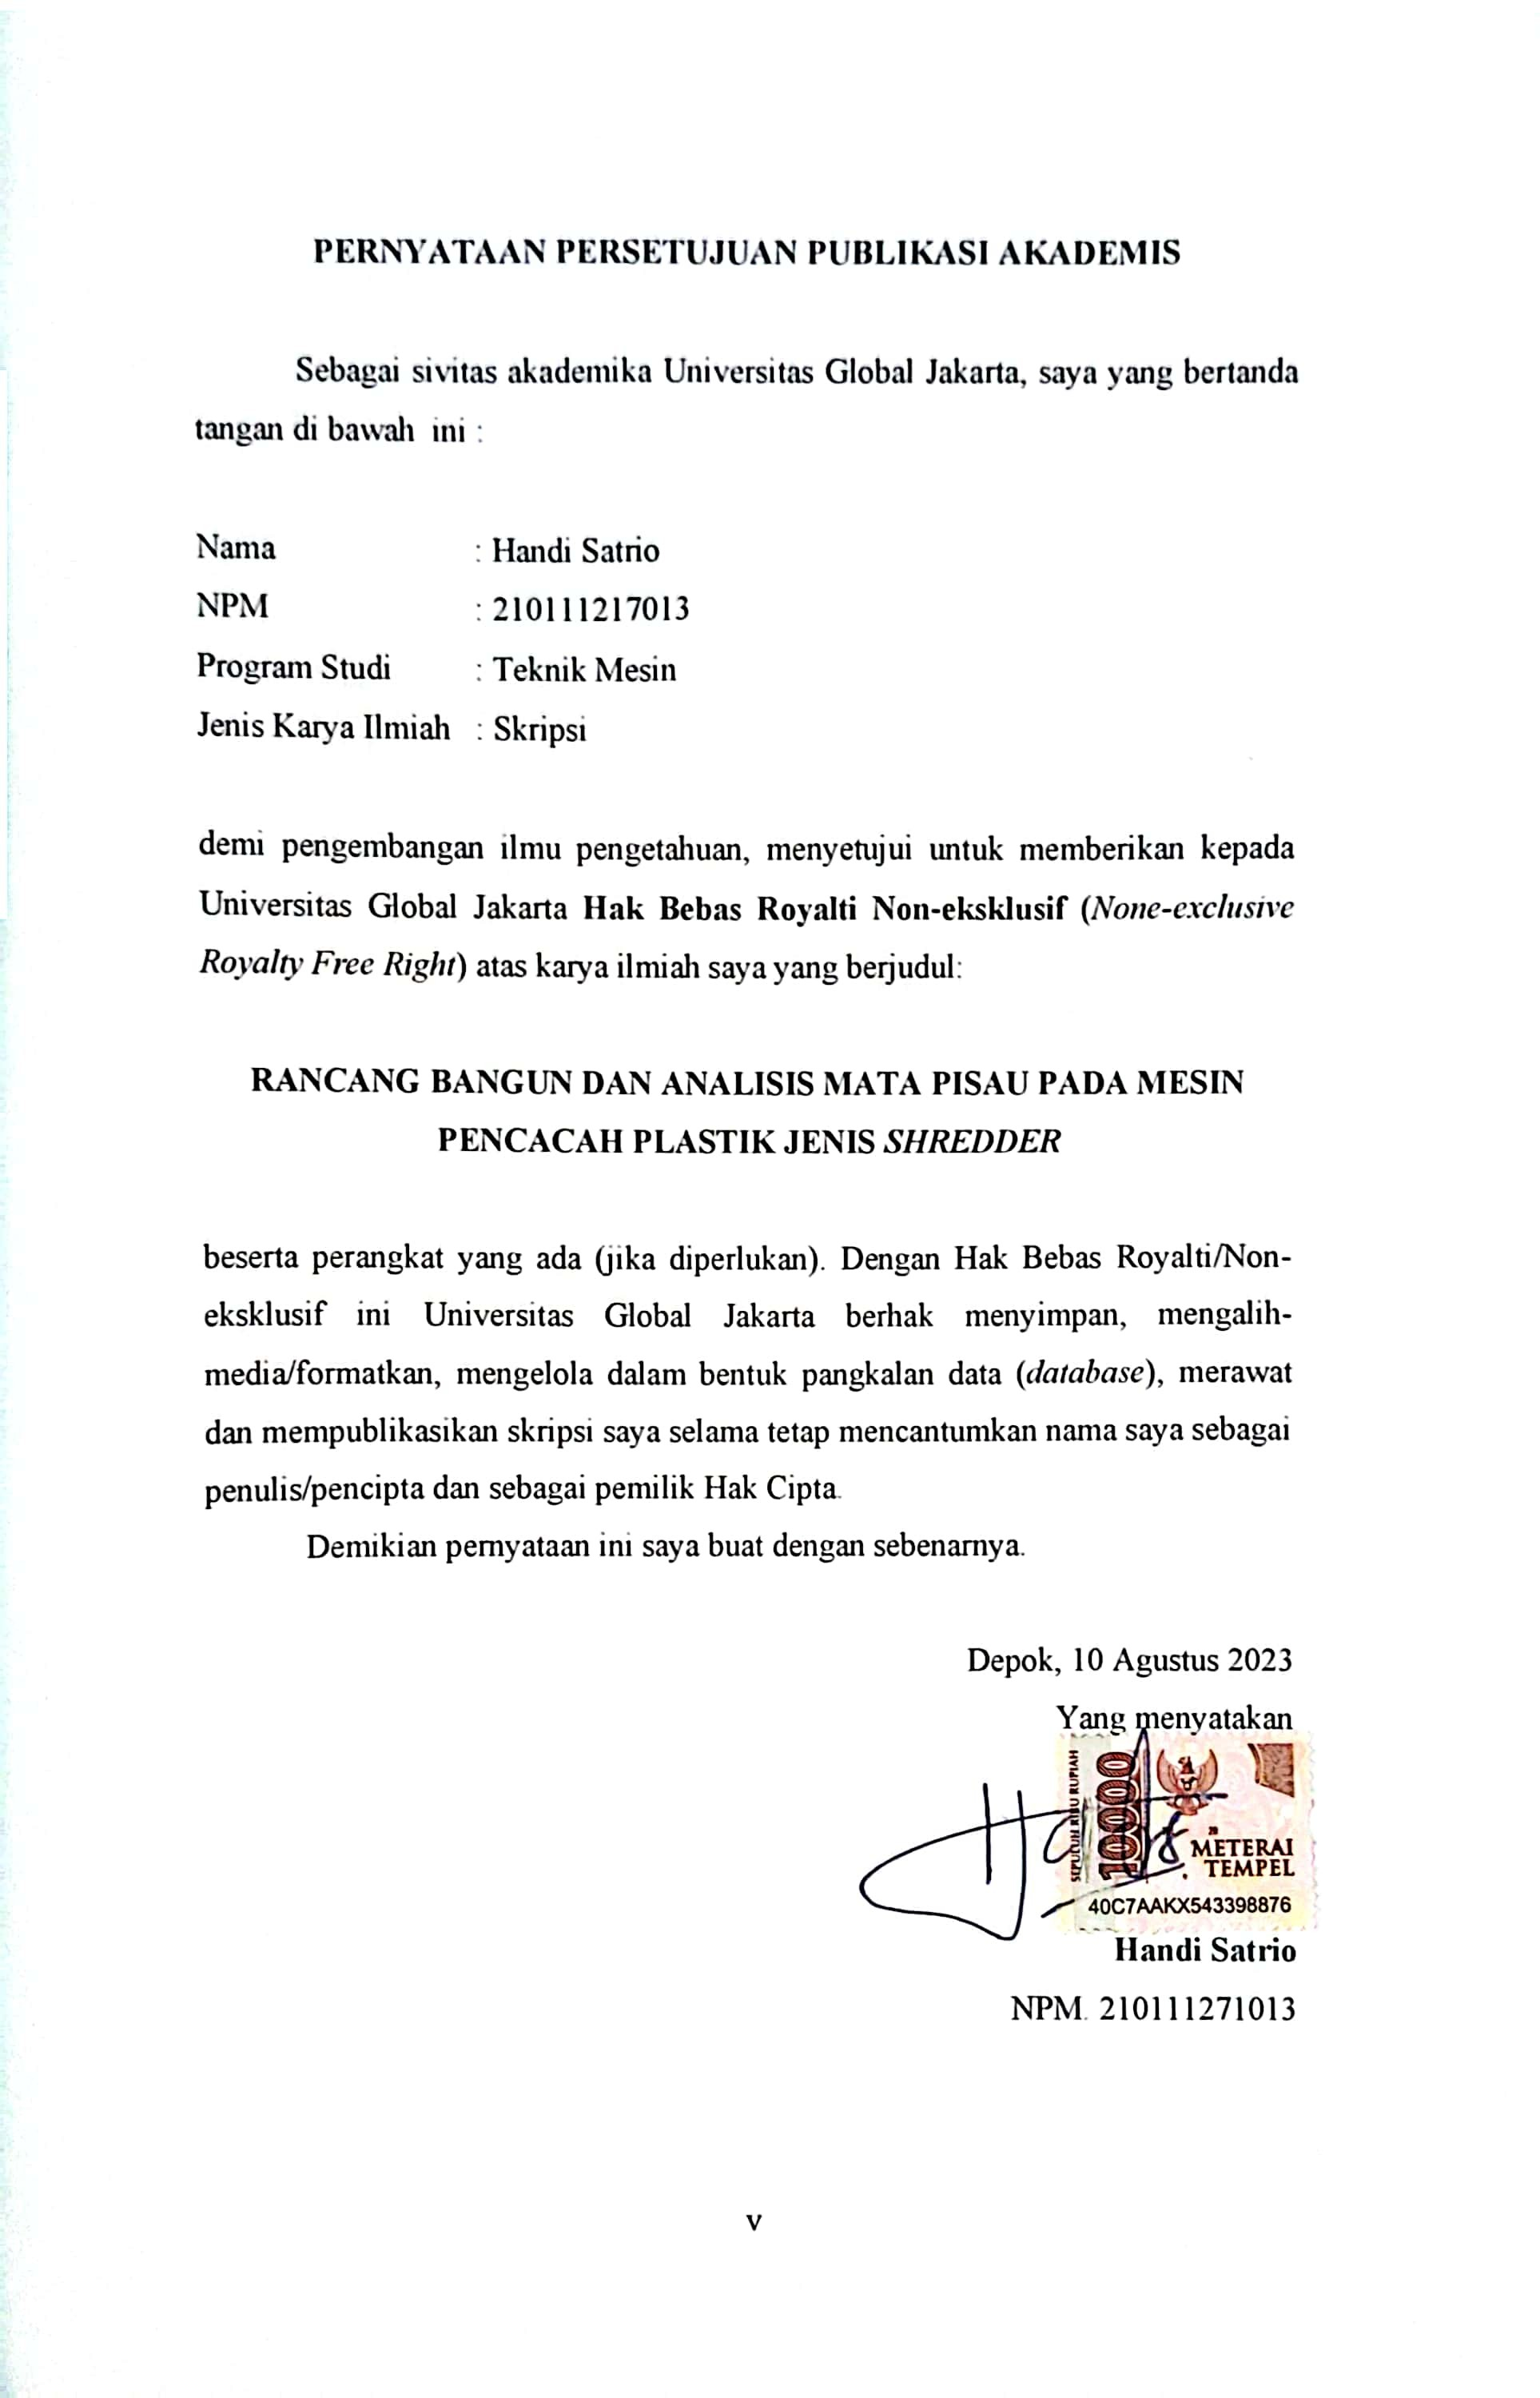 PERNYATAAN PERSETUJUAN PUBLIKASI AKADEMIS
Sebagai sivitas akademika Universitas Global Jakarta, saya yang bertanda
tangan di bawah ini :
Nama : Handi Satrio
NPM : 210111217013
Program Studi : Teknik Mesin
Jenis Karya Ilmiah : Skripsi
demi pengembangan ilmu pengetahuan, menyetujui untuk memberikan kepada
Universitas Global Jakarta Hak Bebas Royalti Non-eksklusif (None-exclusive
Royalty Free Right) atas karya ilmiah saya yang berjudul:
RANCANG BANGUN DAN ANALISIS MATA PISAU PADA MESIN
PENCACAH PLASTIK JENIS SHREDDER
beserta perangkat yang ada (jika diperlukan). Dengan Hak Bebas Royalti/Non-
eksklusif ini Universitas Global Jakarta berhak menyimpan, mengalih-
media/formatkan, mengelola dalam bentuk pangkalan data (database), merawat
dan mempublikasikan skripsi saya selama tetap mencantumkan nama saya sebagai
penulis/pencipta dan sebagai pemilik Hak Cipta.
Demikian pernyataan ini saya buat dengan sebenarnya.
Depok, 10 Agustus 2023
Yang menyatakan
SEPULUH RIBU RUPIAH
10000
METERAI
TEMPEL
40C7AAKX543398876
Handi Satrio
NPM. 210111271013
v